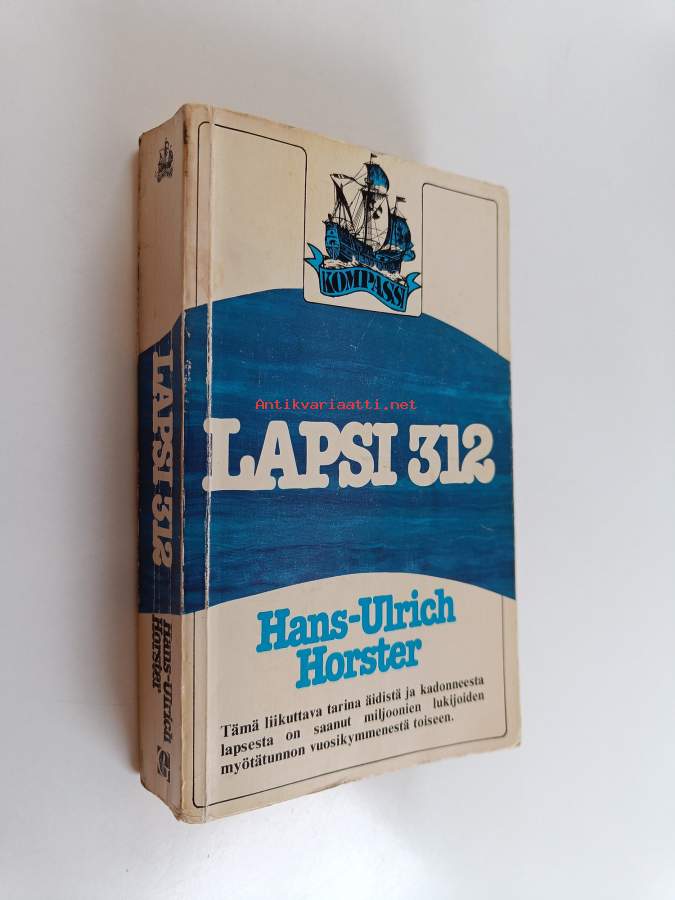 KOMPASSI
Antikvariaatti.net
LAPSI 312
Hans-Ulrich
Horster
Tämä liikuttava tarina äidistä ja kadonneesta
lapsesta on saanut miljoonien lukijoiden
myötätunnon vuosikymmenestä toiseen.
LAPSI 312
Hans-Ulrich
Horster